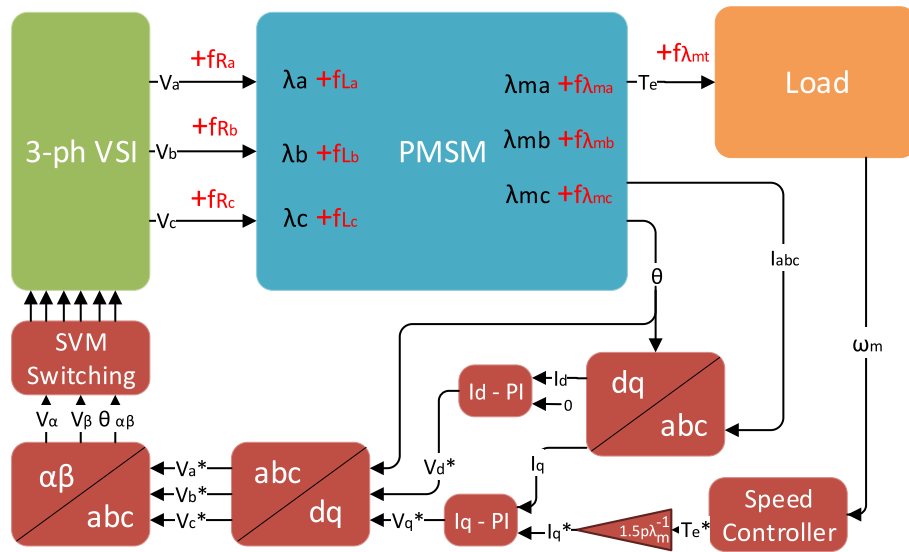 3-ph VSI
Va
+fRa
Vb
+fRb
Vc
+fRc
λa +fLa
λb +fLb
λc +fLc
PMSM
λma +fλma
λmb +fλmb
λmc +fλmc
Te
+fλmt
Load
Iabc
θ
ωm
SVM
Switching
Vα
Vβ
θ αβ
αβ
abc
Va*
Vb*
Vc*
abc
dq
Vd*
Vq*
Id - PI
Id
0
dq
abc
Iq
Iq - PI
Iq*
1.5pλm-1
Te*
Speed
Controller